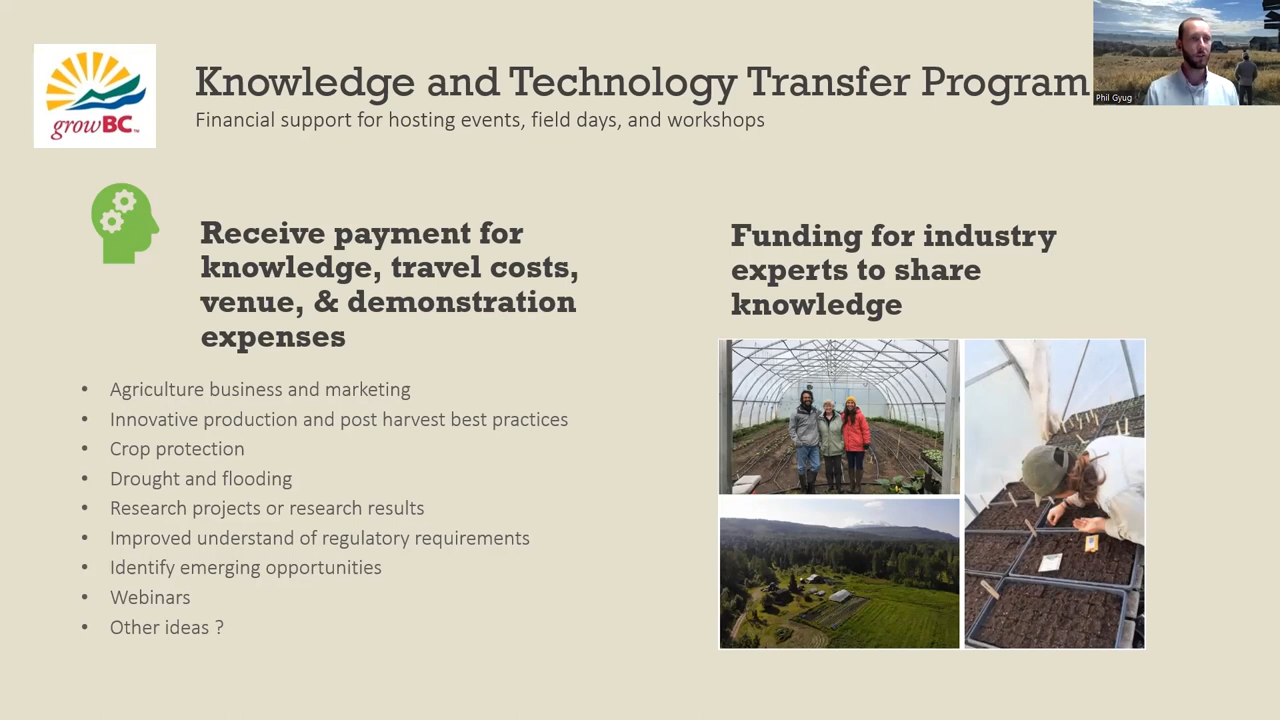 Knowledge and Technology Transfer Program
Financial support for hosting events, field days, and workshops
growBC™
Phil Gyug
Receive payment for
knowledge, travel costs,
venue, & demonstration
expenses
Agriculture business and marketing
Innovative production and post harvest best practices
Crop protection
Drought and flooding
Research projects or research results
Improved understand of regulatory requirements
Identify emerging opportunities
Webinars
Other ideas ?
Funding for industry
experts to share
knowledge